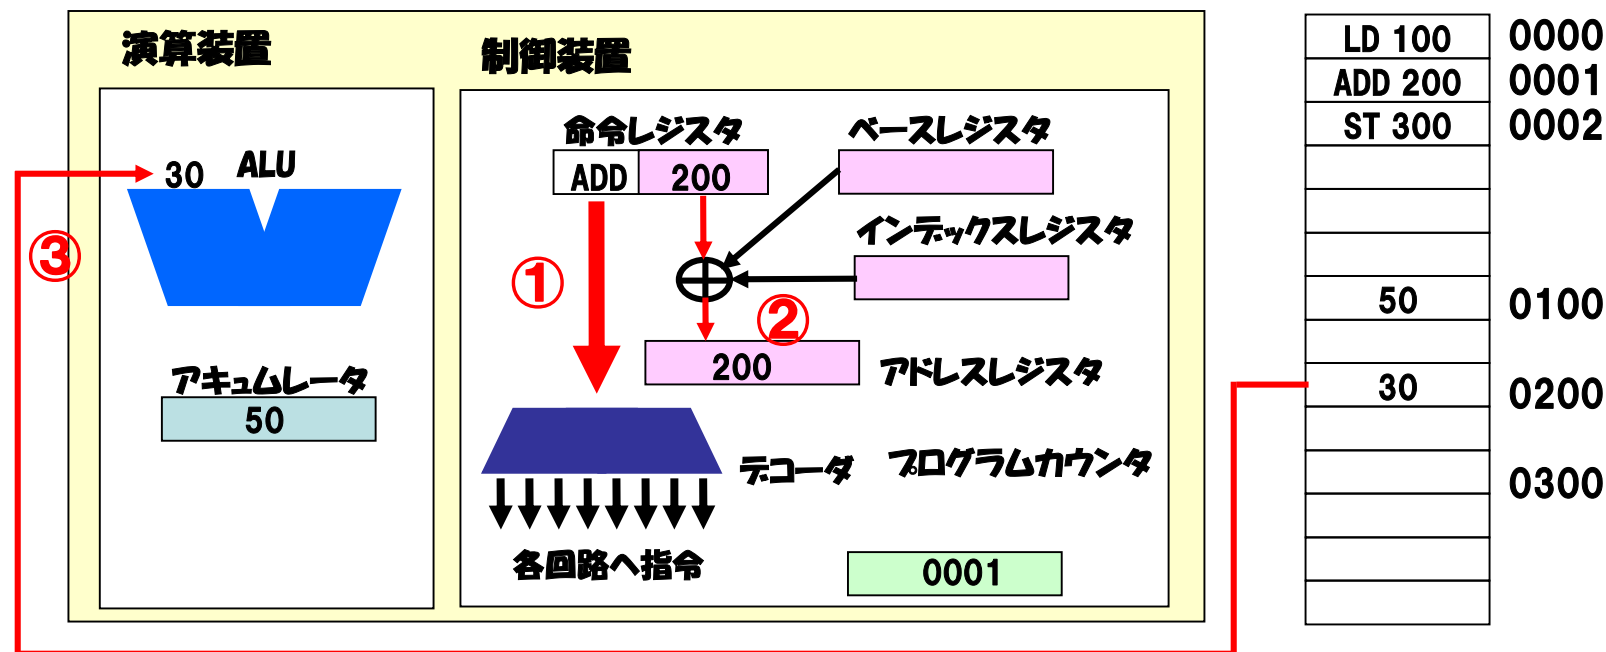 演算装置
制御装置
LD 100
0000
ADD 200
0001
ST 300
0002
命令レジスタ
ベースレジスタ
30
ALU
ADD
200
インデックスレジスタ
③
①
②
50
0100
200
アドレスレジスタ
アキュムレータ
50
30
0200
デコーダ
プログラムカウンタ
0300
各回路へ指令
0001